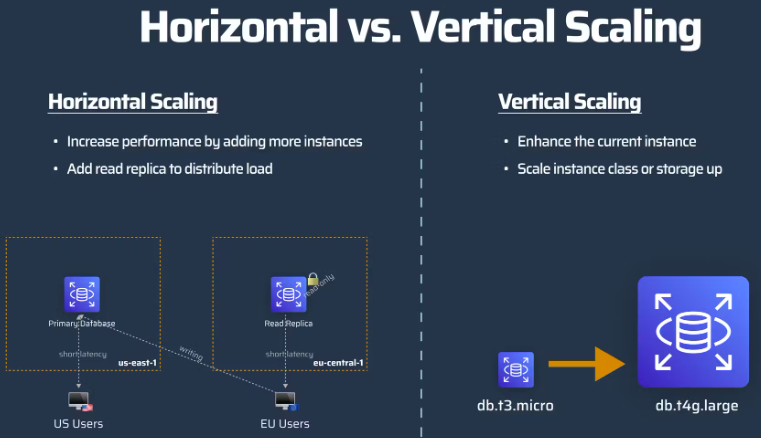 Horizontal vs. Vertical Scaling
Horizontal Scaling
• Increase performance by adding more instances
• Add read replica to distribute load
Primary Database
short latency
us-east-1
US Users
writing
read only
Read Replica
short latency
eu-central-1
EU Users
Vertical Scaling
• Enhance the current instance
• Scale instance class or storage up
db.t3.micro
db.t4g.large